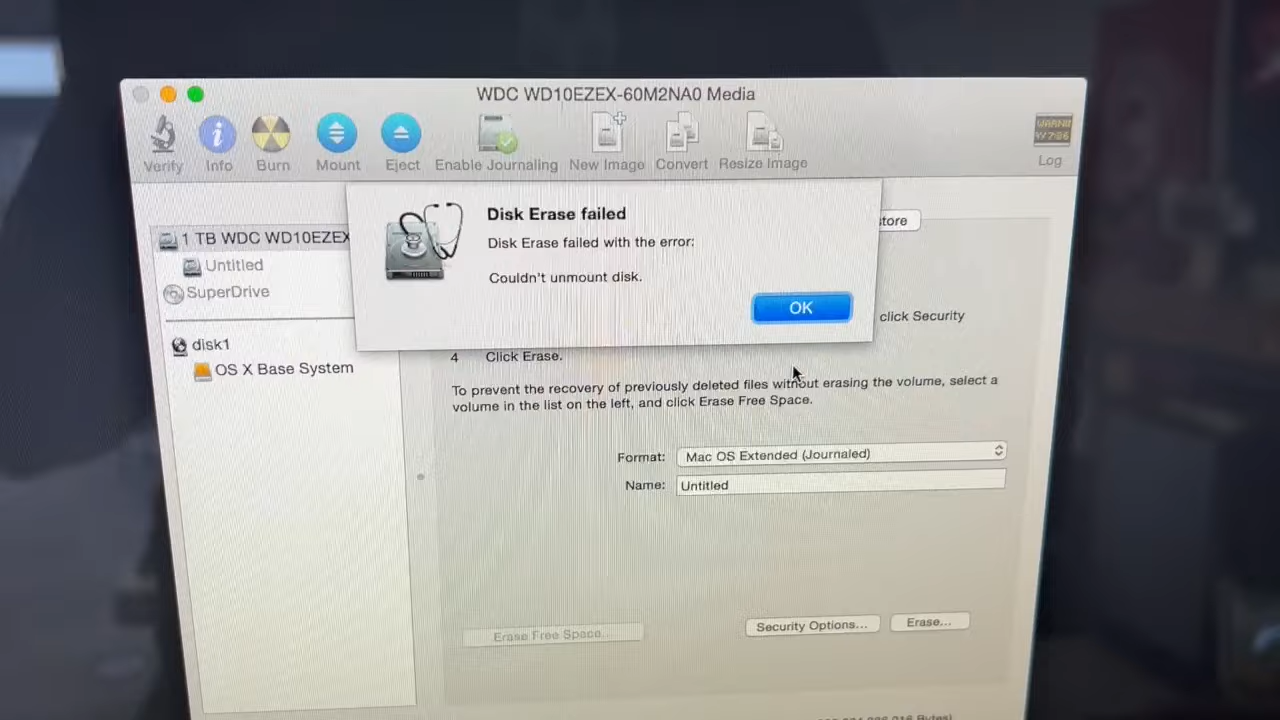 WDC WD10EZEX-60M2NA0 Media
Verify Info Burn Mount Eject Enable Journaling New Image Convert Resize Image Log
Disk Erase failed
Disk Erase failed with the error:
Couldn't unmount disk.
OK
1 TB WDC WD10EZEX
Untitled
SuperDrive
disk1
OS X Base System
tore
click Security
4 Click Erase.
To prevent the recovery of previously deleted files without erasing the volume, select a
volume in the list on the left, and click Erase Free Space.
Format: Mac OS Extended (Journaled)
Name: Untitled
Erase Free Space...
Security Options... Erase...